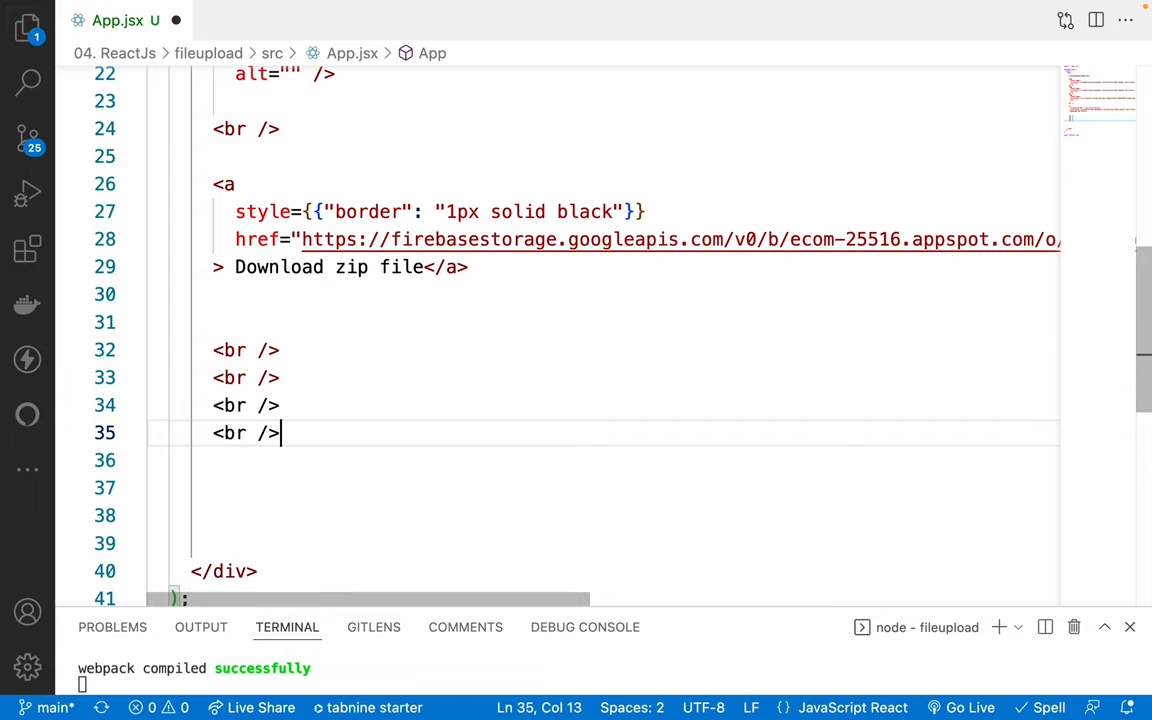 App.jsx U
04. ReactJs > fileupload > src > App.jsx > App
1
25
22 alt="" />
23
24 <br />
25
26 <a
27 style={{"border": "1px solid black"}}
28 href="https://firebasestorage.googleapis.com/v0/b/ecom-25516.appspot.com/o/
29 > Download zip file</a>
30
31
32 <br />
33 <br />
34 <br />
35 <br />
36
37
38
39
40 </div>
41 );
PROBLEMS OUTPUT TERMINAL GITLENS COMMENTS DEBUG CONSOLE node - fileupload
webpack compiled successfully
main* 0 0 Live Share tabnine starter Ln 35, Col 13 Spaces: 2 UTF-8 LF {} JavaScript React Go Live Spell